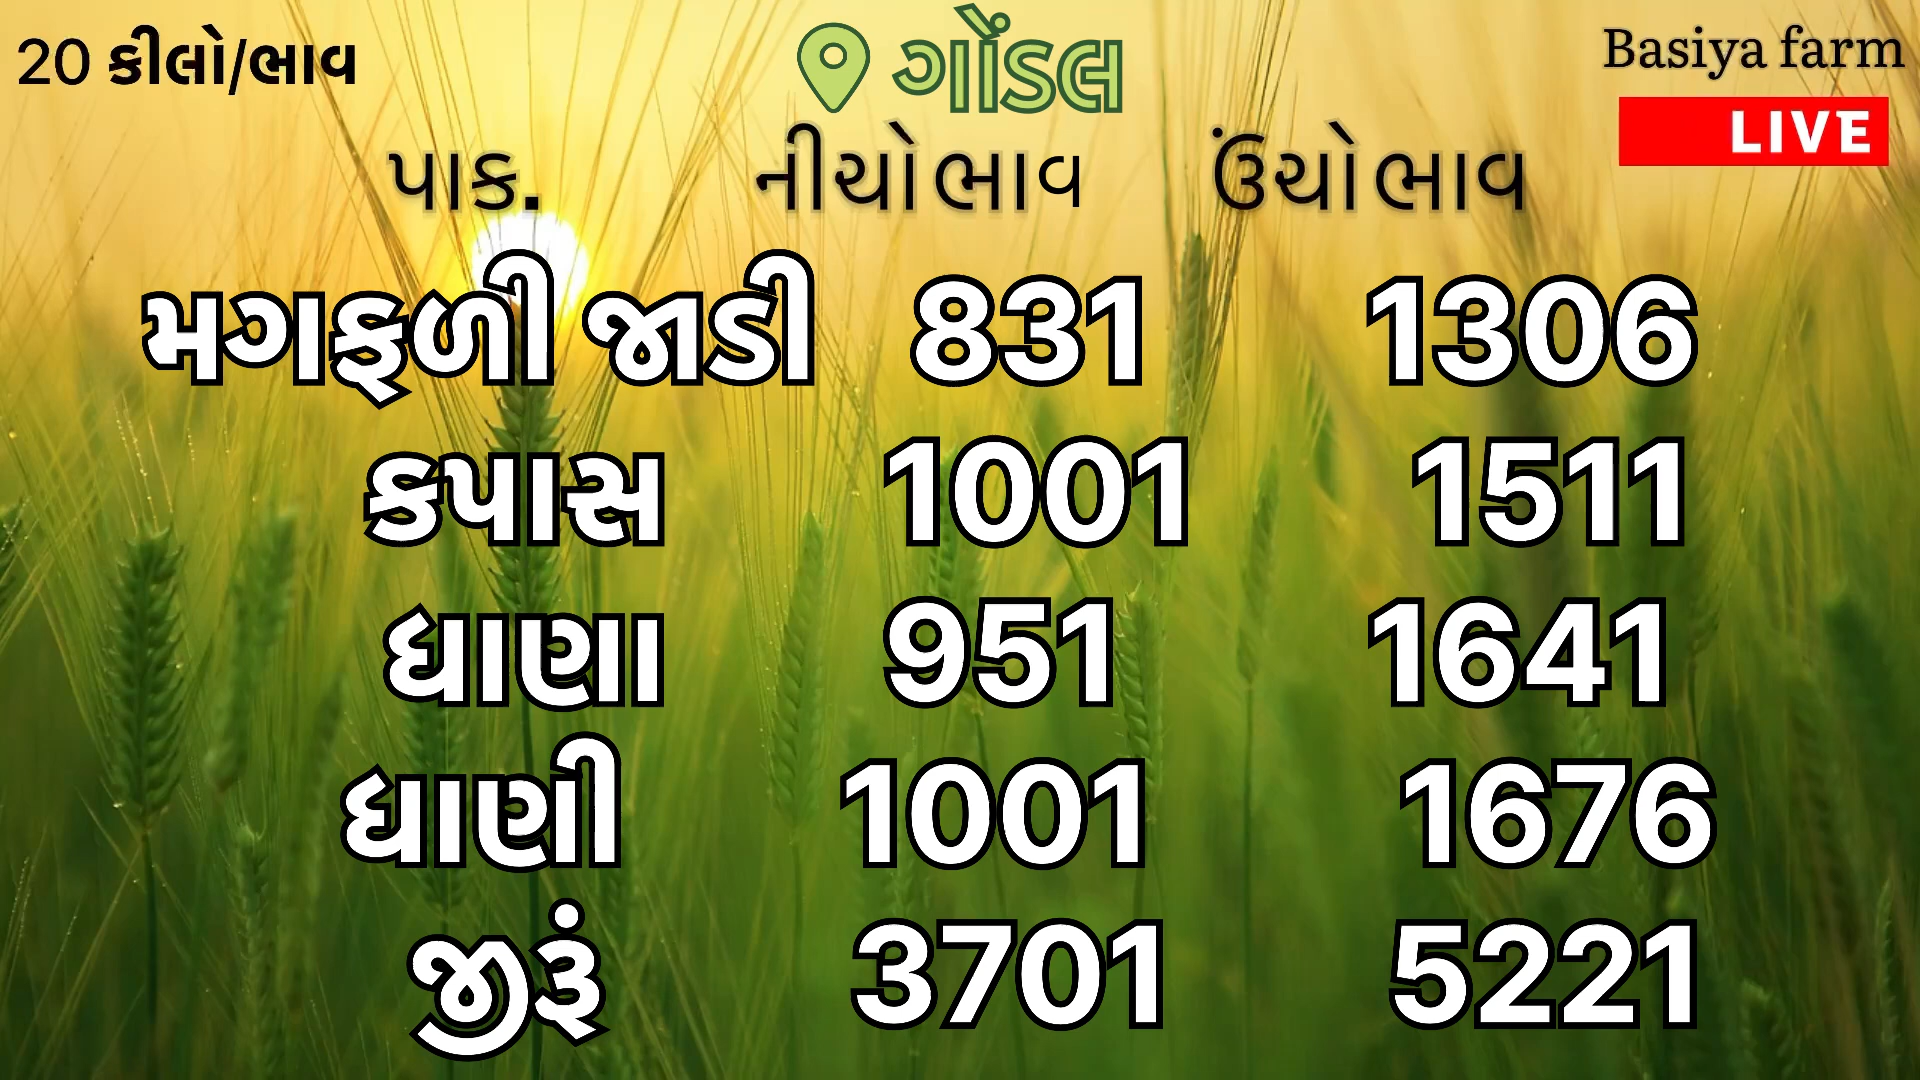 20 કીલો/ભાવ
ગોંડલ
Basiya farm
LIVE
પાક. નીચો ભાવ ઉંચો ભાવ
મગફળી જાડી 831 1306
કપાસ 1001 1511
ધાણા 951 1641
ધાણી 1001 1676
જીરૂં 3701 5221